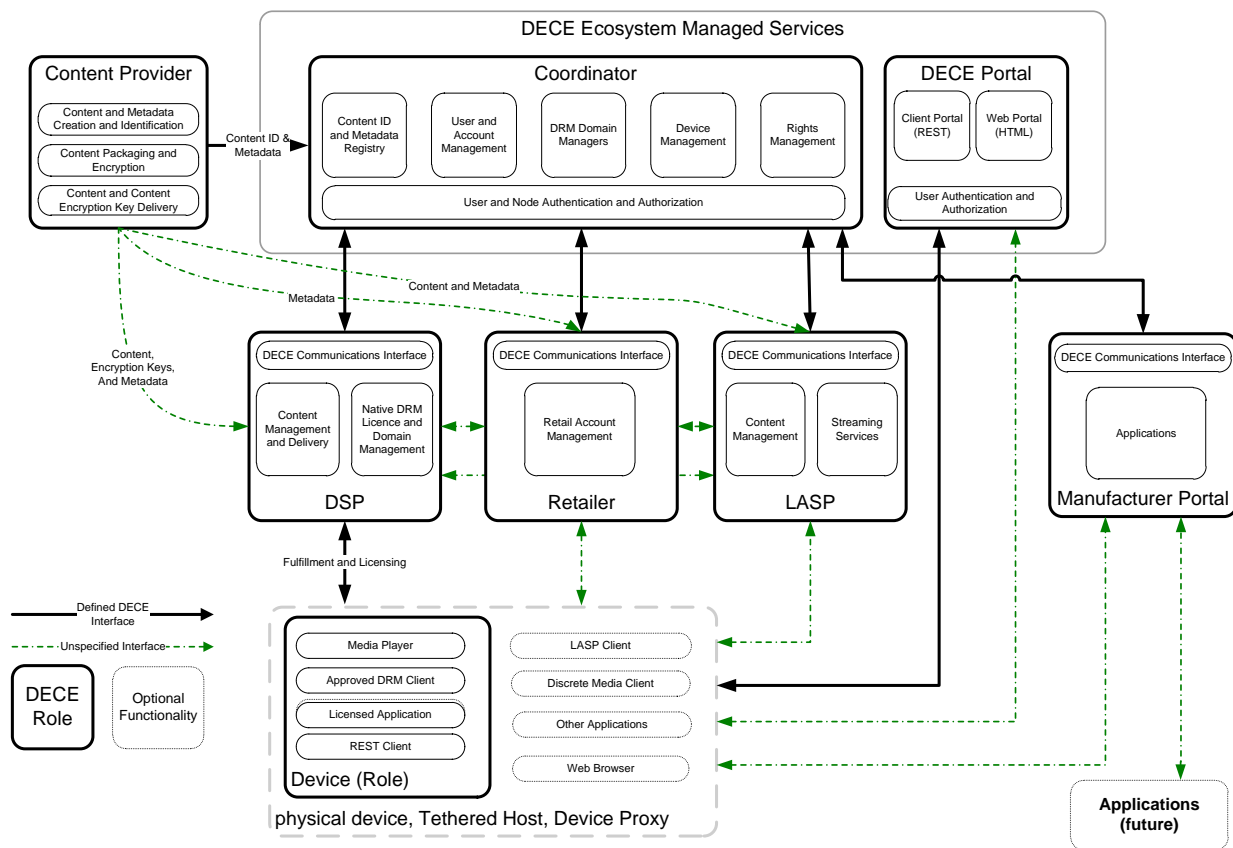 DECE Ecosystem Managed Services
Content Provider
Content and Metadata
Creation and Identification
Content Packaging and
Encryption
Content and Content
Encryption Key Delivery
Content ID &
Metadata
Coordinator
Content ID
and Metadata
Registry
User and
Account
Management
DRM Domain
Managers
Device
Management
Rights
Management
User and Node Authentication and Authorization
DECE Portal
Client Portal
(REST)
Web Portal
(HTML)
User Authentication and
Authorization
Content and Metadata
Metadata
Content,
Encryption Keys,
And Metadata
DECE Communications Interface
Content
Management
and Delivery
Native DRM
Licence and
Domain
Management
DSP
DECE Communications Interface
Retail Account
Management
Retailer
DECE Communications Interface
Content
Management
Streaming
Services
LASP
DECE Communications Interface
Applications
Manufacturer Portal
Fulfillment and Licensing
Defined DECE
Interface
Unspecified Interface
DECE
Role
Optional
Functionality
Media Player
Approved DRM Client
Licensed Application
REST Client
Device (Role)
LASP Client
Discrete Media Client
Other Applications
Web Browser
physical device, Tethered Host, Device Proxy
Applications
(future)